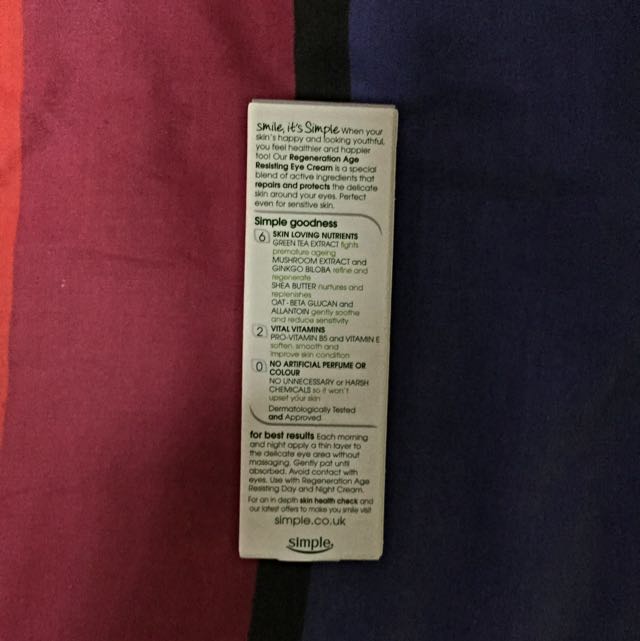 smile, it's Simple When your
skin's happy and looking youthful,
you feel healthier and happier
too! Our Regeneration Age
Resisting Eye Cream is a special
blend of active ingredients that
repairs and protects the delicate
skin around your eyes. Perfect
even for sensitive skin.
Simple goodness
6 SKIN LOVING NUTRIENTS
GREEN TEA EXTRACT fights
premature ageing
MUSHROOM EXTRACT and
GINKGO BILOBA refine and
regenerate
SHEA BUTTER nurtures and
replenishes
OAT-BETA GLUCAN and
ALLANTOIN gently soothe
and reduce sensitivity
2 VITAL VITAMINS
PRO-VITAMIN B5 and VITAMIN E
soften, smooth and
improve skin condition
0 NO ARTIFICIAL PERFUME OR
COLOUR
NO UNNECESSARY or HARSH
CHEMICALS so it won't
upset your skin
Dermatologically Tested
and Approved
for best results Each morning
and night apply a thin layer to
the delicate eye area without
massaging. Gently pat until
absorbed. Avoid contact with
eyes. Use with Regeneration Age
Resisting Day and Night Cream.
For an in depth skin health check and
our latest offers to make you smile visit
simple.co.uk
simple